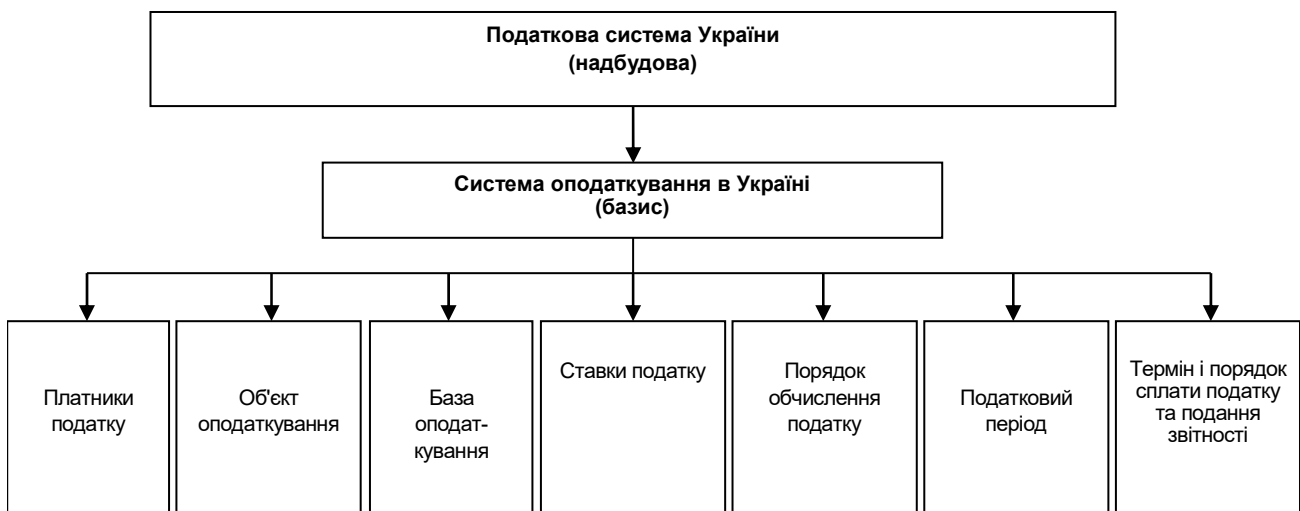 Податкова система України
(надбудова)
Система оподаткування в Україні
(базис)
Платники
податку
Об'єкт
оподаткування
База
оподат-
кування
Ставки податку
Порядок
обчислення
податку
Податковий
період
Термін і порядок
сплати податку
та подання
звітності